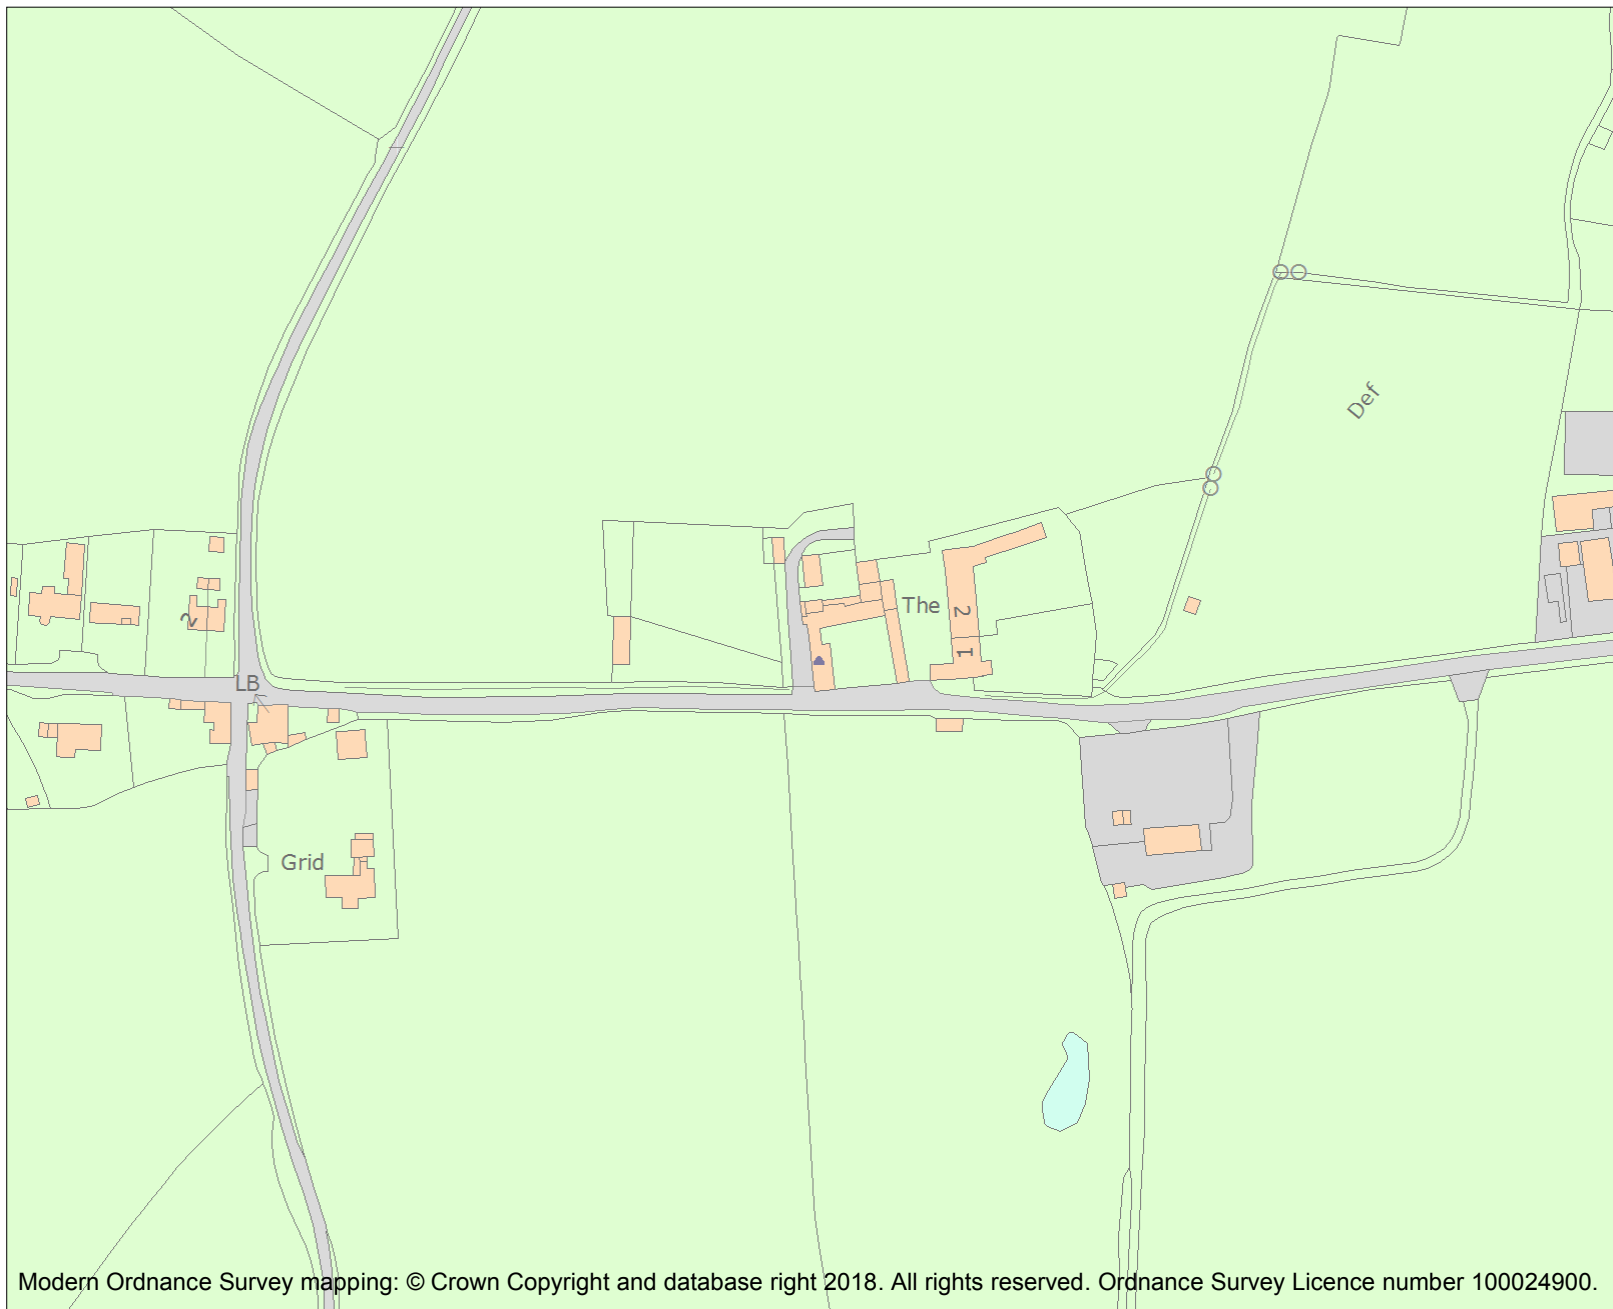 Def
The
2
1
2
LB
Grid
Modern Ordnance Survey mapping: © Crown Copyright and database right 2018. All rights reserved. Ordnance Survey Licence number 100024900.